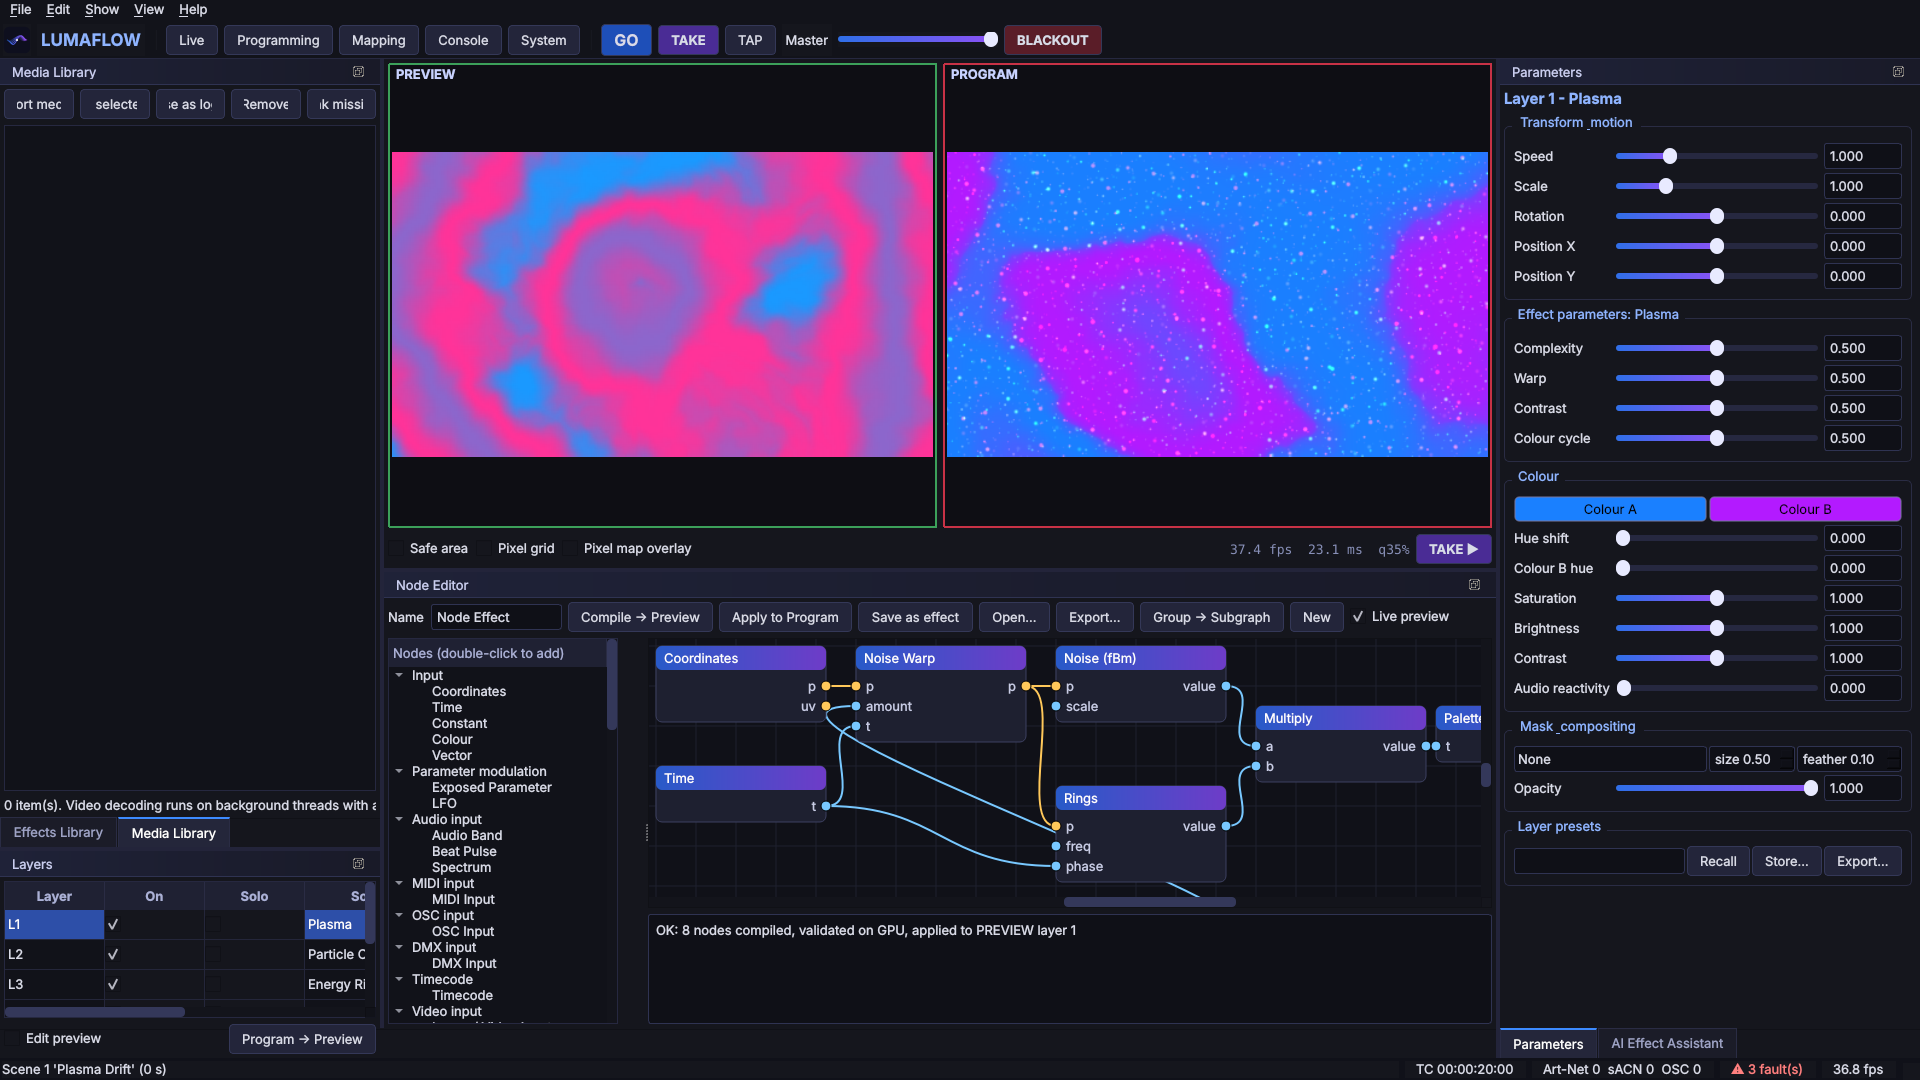 File Edit Show View Help
LUMAFLOW Live Programming Mapping Console System GO TAKE TAP Master BLACKOUT
Media Library
ort mec selecte se as lo Remove ık missi
0 item(s). Video decoding runs on background threads with a
Effects Library Media Library
Layers
Layer On Solo Sc
L1 Plasma
L2 Particle C
L3 Energy Ri
Edit preview Program → Preview
PREVIEW
PROGRAM
Safe area Pixel grid Pixel map overlay 37.4 fps 23.1 ms q35% TAKE
Node Editor
Name Node Effect Compile → Preview Apply to Program Save as effect Open... Export... Group → Subgraph New Live preview
Nodes (double-click to add)
Input
Coordinates
Time
Constant
Colour
Vector
Parameter modulation
Exposed Parameter
LFO
Audio input
Audio Band
Beat Pulse
Spectrum
MIDI input
MIDI Input
OSC input
OSC Input
DMX input
DMX Input
Timecode
Timecode
Video input
Coordinates
p
uv
Time
t
Noise Warp
p p
amount
t
Noise (fBm)
p value
scale
Rings
p value
freq
phase
Multiply
a value
b
Palette
t
OK: 8 nodes compiled, validated on GPU, applied to PREVIEW layer 1
Parameters
Layer 1 - Plasma
Transform_motion
Speed 1.000
Scale 1.000
Rotation 0.000
Position X 0.000
Position Y 0.000
Effect parameters: Plasma
Complexity 0.500
Warp 0.500
Contrast 0.500
Colour cycle 0.500
Colour
Colour A Colour B
Hue shift 0.000
Colour B hue 0.000
Saturation 1.000
Brightness 1.000
Contrast 1.000
Audio reactivity 0.000
Mask_compositing
None size 0.50 feather 0.10
Opacity 1.000
Layer presets
Recall Store... Export...
Parameters AI Effect Assistant
Scene 1 'Plasma Drift' (0 s) TC 00:00:20:00 Art-Net 0 sACN 0 OSC 0 3 fault(s) 36.8 fps